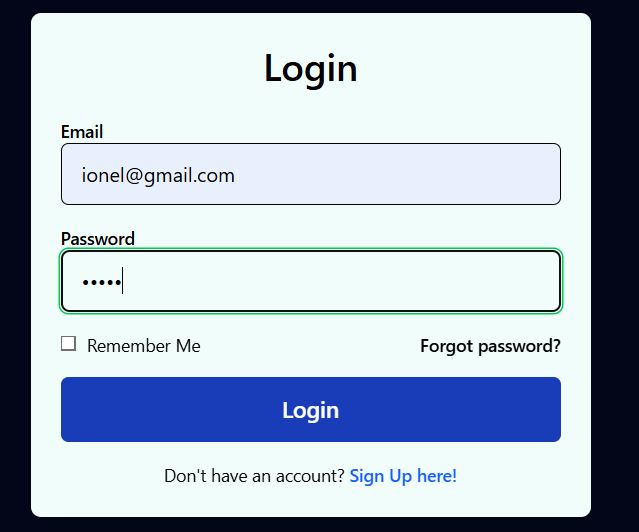 Login
Email
ionel@gmail.com
Password
•••••
Remember Me Forgot password?
Login
Don't have an account? Sign Up here!